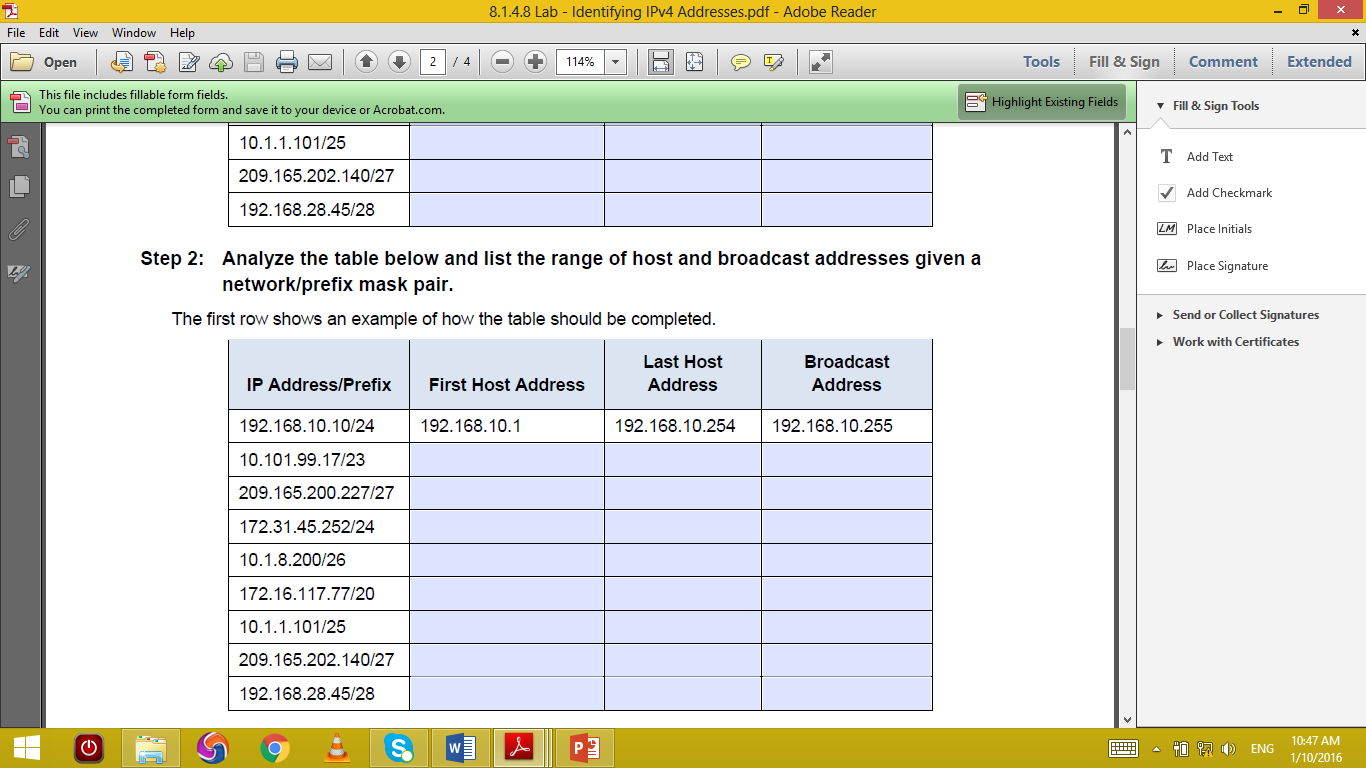 8.1.4.8 Lab - Identifying IPv4 Addresses.pdf - Adobe Reader
File Edit View Window Help
Open 2 / 4 114% Tools Fill & Sign Comment Extended
This file includes fillable form fields.
You can print the completed form and save it to your device or Acrobat.com.
Highlight Existing Fields
Fill & Sign Tools
T Add Text
Add Checkmark
LM Place Initials
Place Signature
Send or Collect Signatures
Work with Certificates
10.1.1.101/25
209.165.202.140/27
192.168.28.45/28
Step 2: Analyze the table below and list the range of host and broadcast addresses given a
network/prefix mask pair.
The first row shows an example of how the table should be completed.
IP Address/Prefix First Host Address Last Host Address Broadcast Address
192.168.10.10/24 192.168.10.1 192.168.10.254 192.168.10.255
10.101.99.17/23
209.165.200.227/27
172.31.45.252/24
10.1.8.200/26
172.16.117.77/20
10.1.1.101/25
209.165.202.140/27
192.168.28.45/28
ENG
10:47 AM
1/10/2016